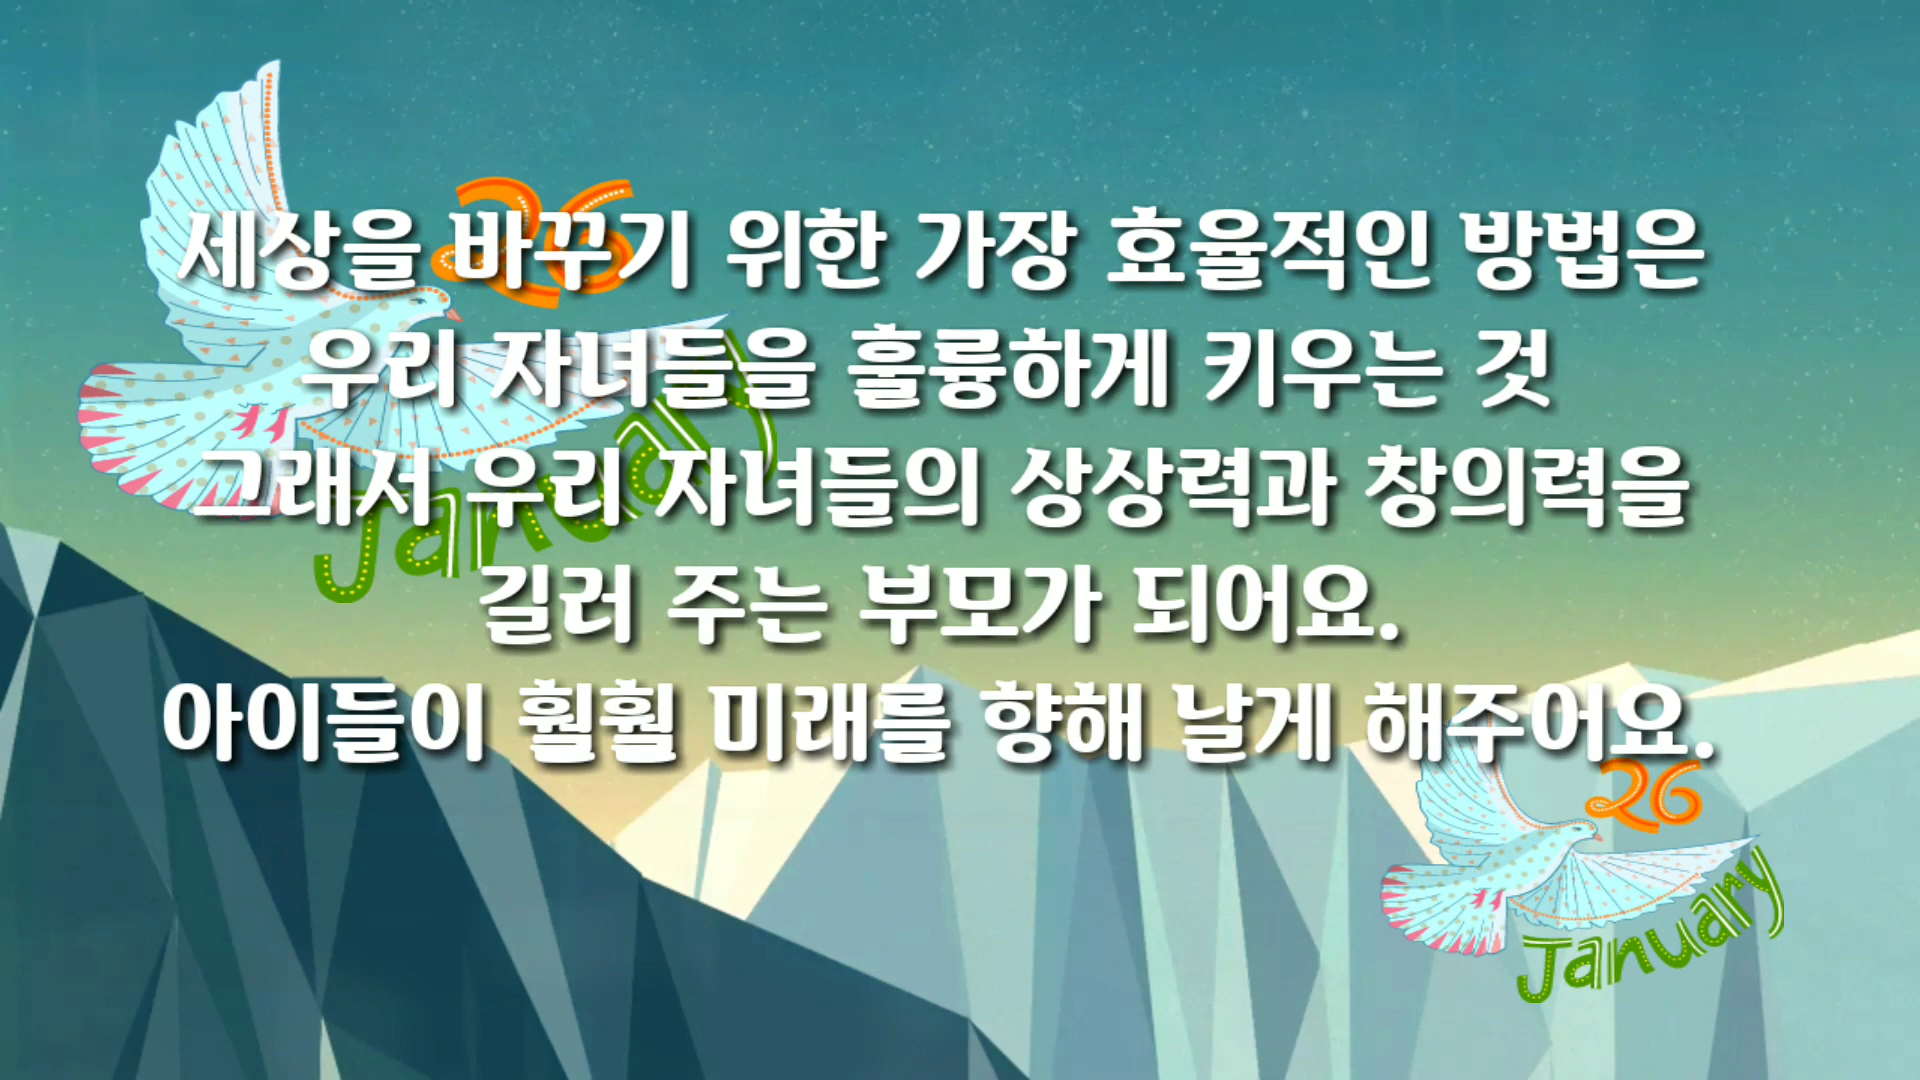 26
세상을 바꾸기 위한 가장 효율적인 방법은
우리 자녀들을 훌륭하게 키우는 것
그래서 우리 자녀들의 상상력과 창의력을
January
길러 주는 부모가 되어요.
아이들이 훨훨 미래를 향해 날게 해주어요.
26
January